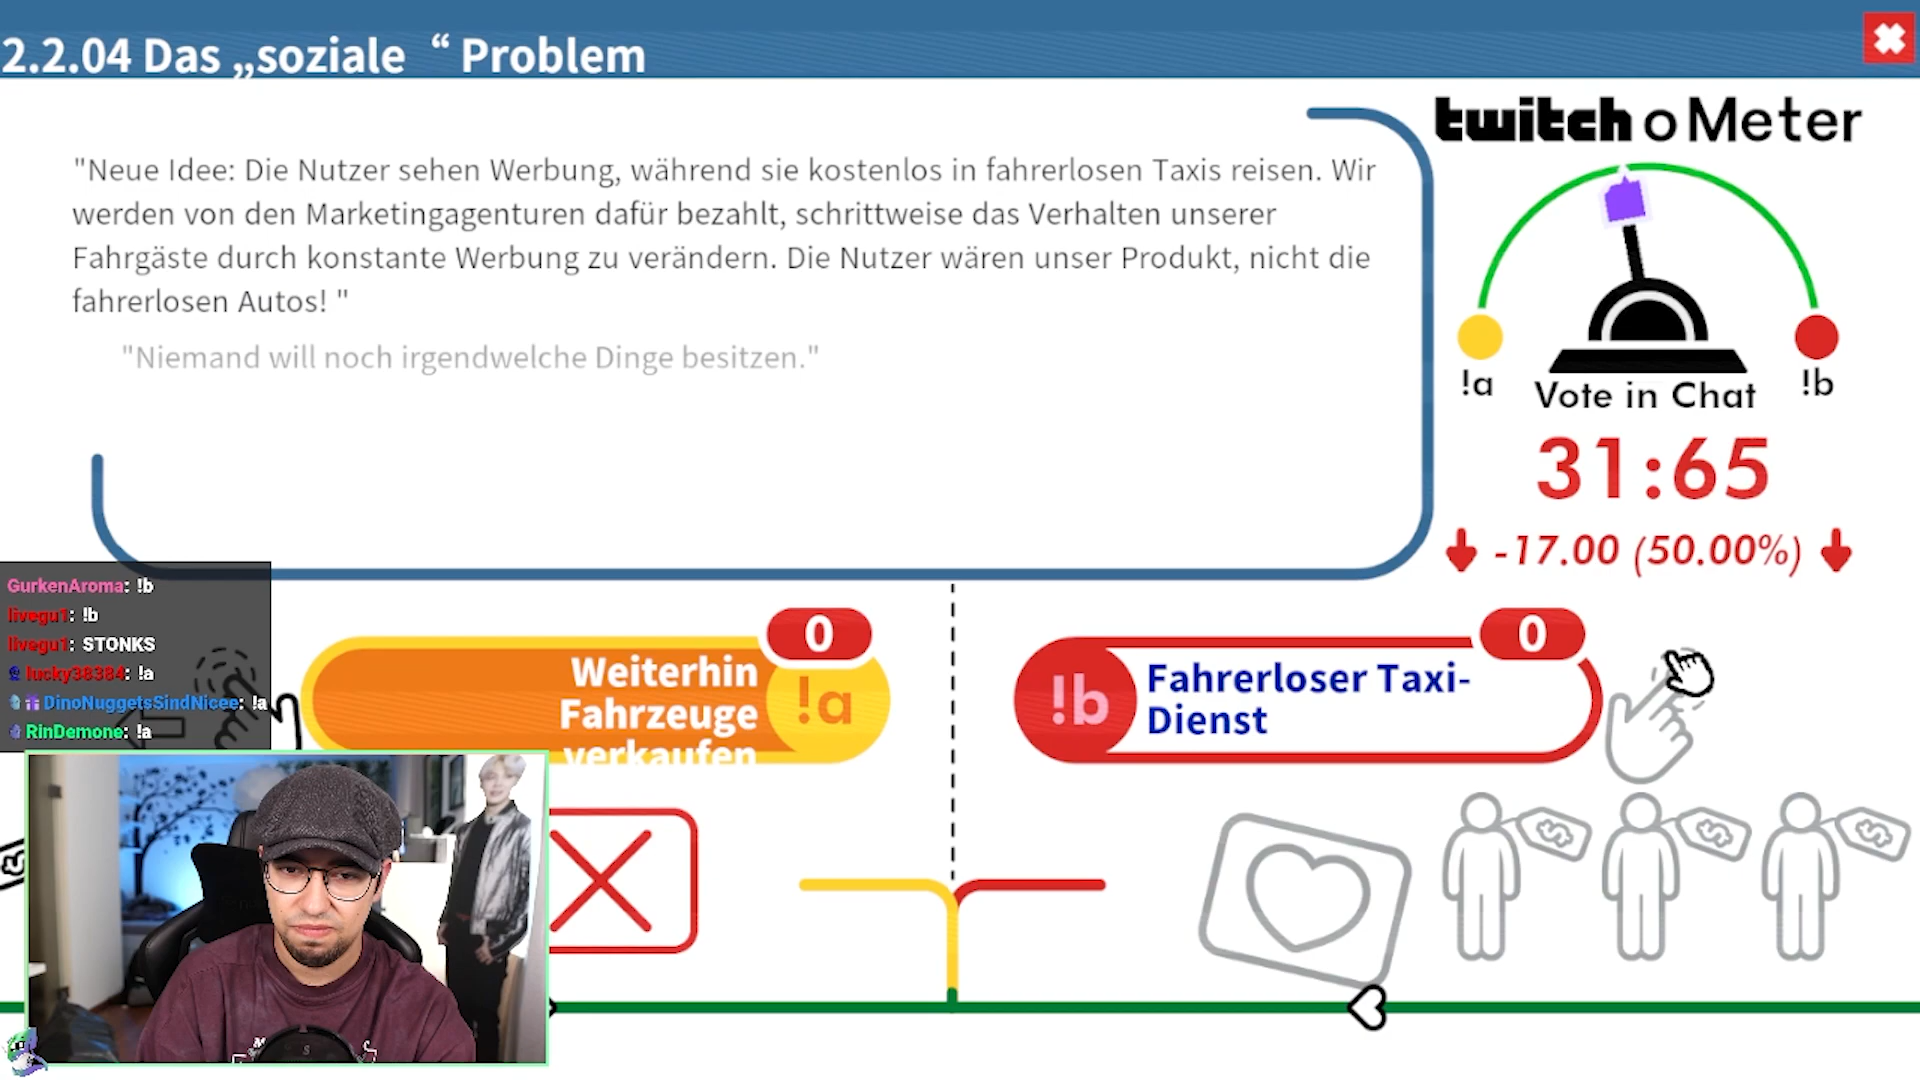 2.2.04 Das „soziale “ Problem
"Neue Idee: Die Nutzer sehen Werbung, während sie kostenlos in fahrerlosen Taxis reisen. Wir
werden von den Marketingagenturen dafür bezahlt, schrittweise das Verhalten unserer
Fahrgäste durch konstante Werbung zu verändern. Die Nutzer wären unser Produkt, nicht die
fahrerlosen Autos! "
"Niemand will noch irgendwelche Dinge besitzen."
twitch o Meter
!a
Vote in Chat
!b
31:65
-17.00 (50.00%)
GurkenAroma: !b
livegu1: !b
livegu1: STONKS
lucky38384: !a
DinoNuggetsSindNicee: !a
RinDemone: !a
0
Weiterhin
Fahrzeuge
verkaufen
!a
0
!b
Fahrerloser Taxi-
Dienst
$
$
$